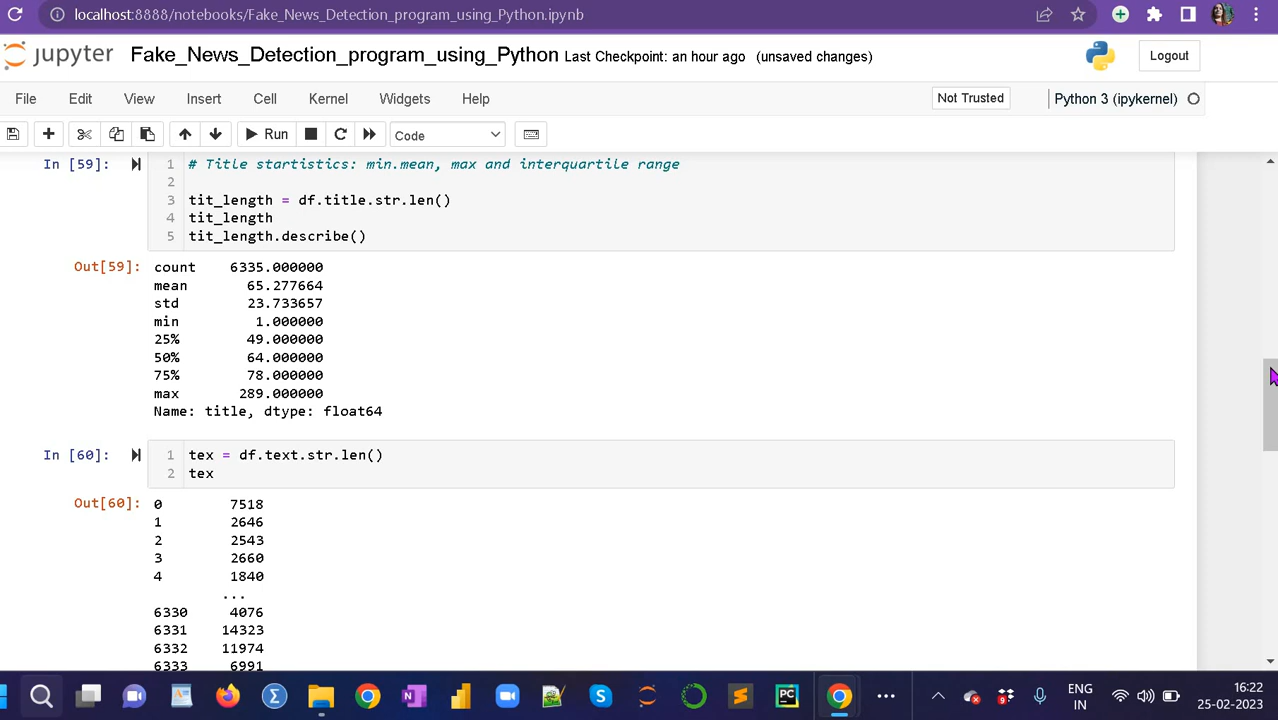 localhost:8888/notebooks/Fake_News_Detection_program_using_Python.ipynb
jupyter Fake_News_Detection_program_using_Python Last Checkpoint: an hour ago (unsaved changes) Logout
File Edit View Insert Cell Kernel Widgets Help Not Trusted Python 3 (ipykernel)
Run Code
In [59]: 1 # Title startistics: min.mean, max and interquartile range
2
3 tit_length = df.title.str.len()
4 tit_length
5 tit_length.describe()
Out[59]: count 6335.000000
mean 65.277664
std 23.733657
min 1.000000
25% 49.000000
50% 64.000000
75% 78.000000
max 289.000000
Name: title, dtype: float64
In [60]: 1 tex = df.text.str.len()
2 tex
Out[60]: 0 7518
1 2646
2 2543
3 2660
4 1840
...
6330 4076
6331 14323
6332 11974
6333 6991
ENG 16:22
IN 25-02-2023